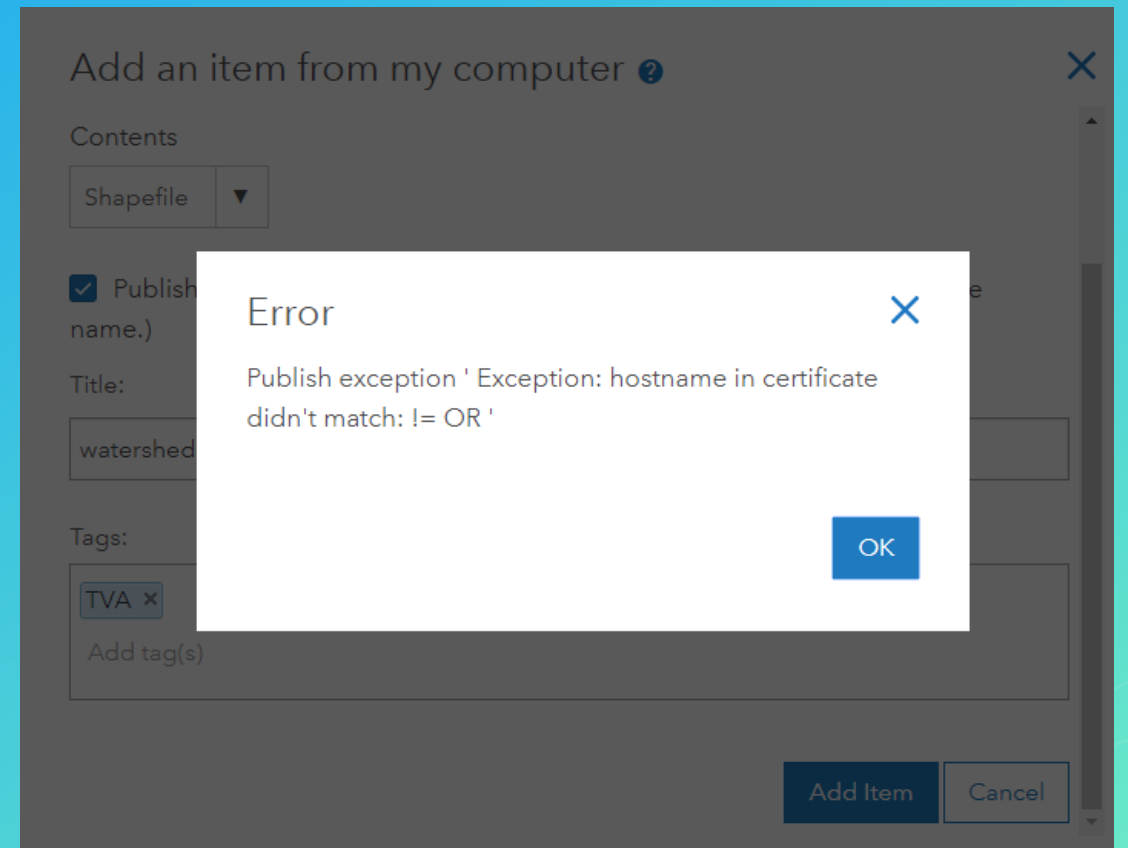 Add an item from my computer ?
Contents
Shapefile ▼
Publish
e
name.)
Error
Publish exception ' Exception: hostname in certificate
didn't match: != OR '
OK
Title:
watershed
Tags:
TVA ×
Add tag(s)
Add Item Cancel